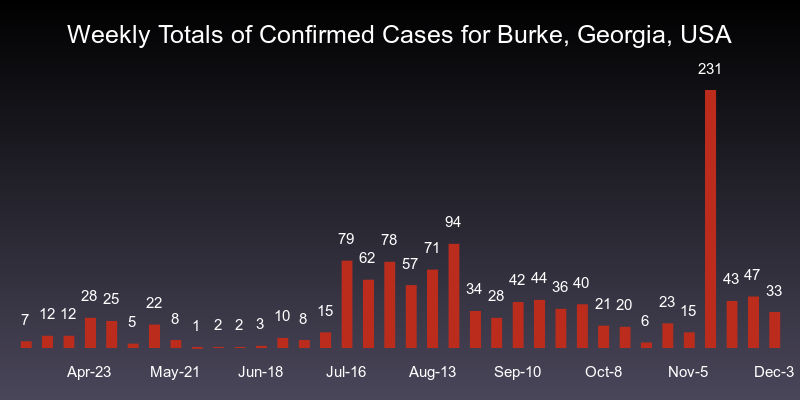 Weekly Totals of Confirmed Cases for Burke, Georgia, USA
7 12 12 28 25 5 22 8 1 2 2 3 10 8 15 79 62 78 57 71 94 34 28 42 44 36 40 21 20 6 23 15 231 43 47 33
Apr-23 May-21 Jun-18 Jul-16 Aug-13 Sep-10 Oct-8 Nov-5 Dec-3